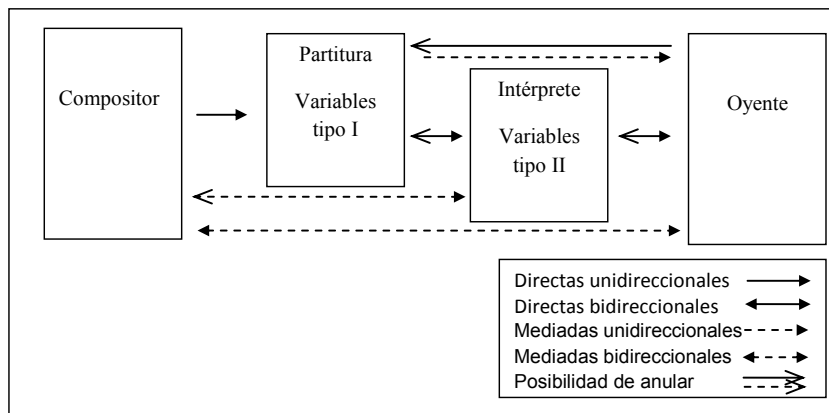 Compositor
Partitura
Variables
tipo I
Intérprete
Variables
tipo II
Oyente
Directas unidireccionales
Directas bidireccionales
Mediadas unidireccionales
Mediadas bidireccionales
Posibilidad de anular